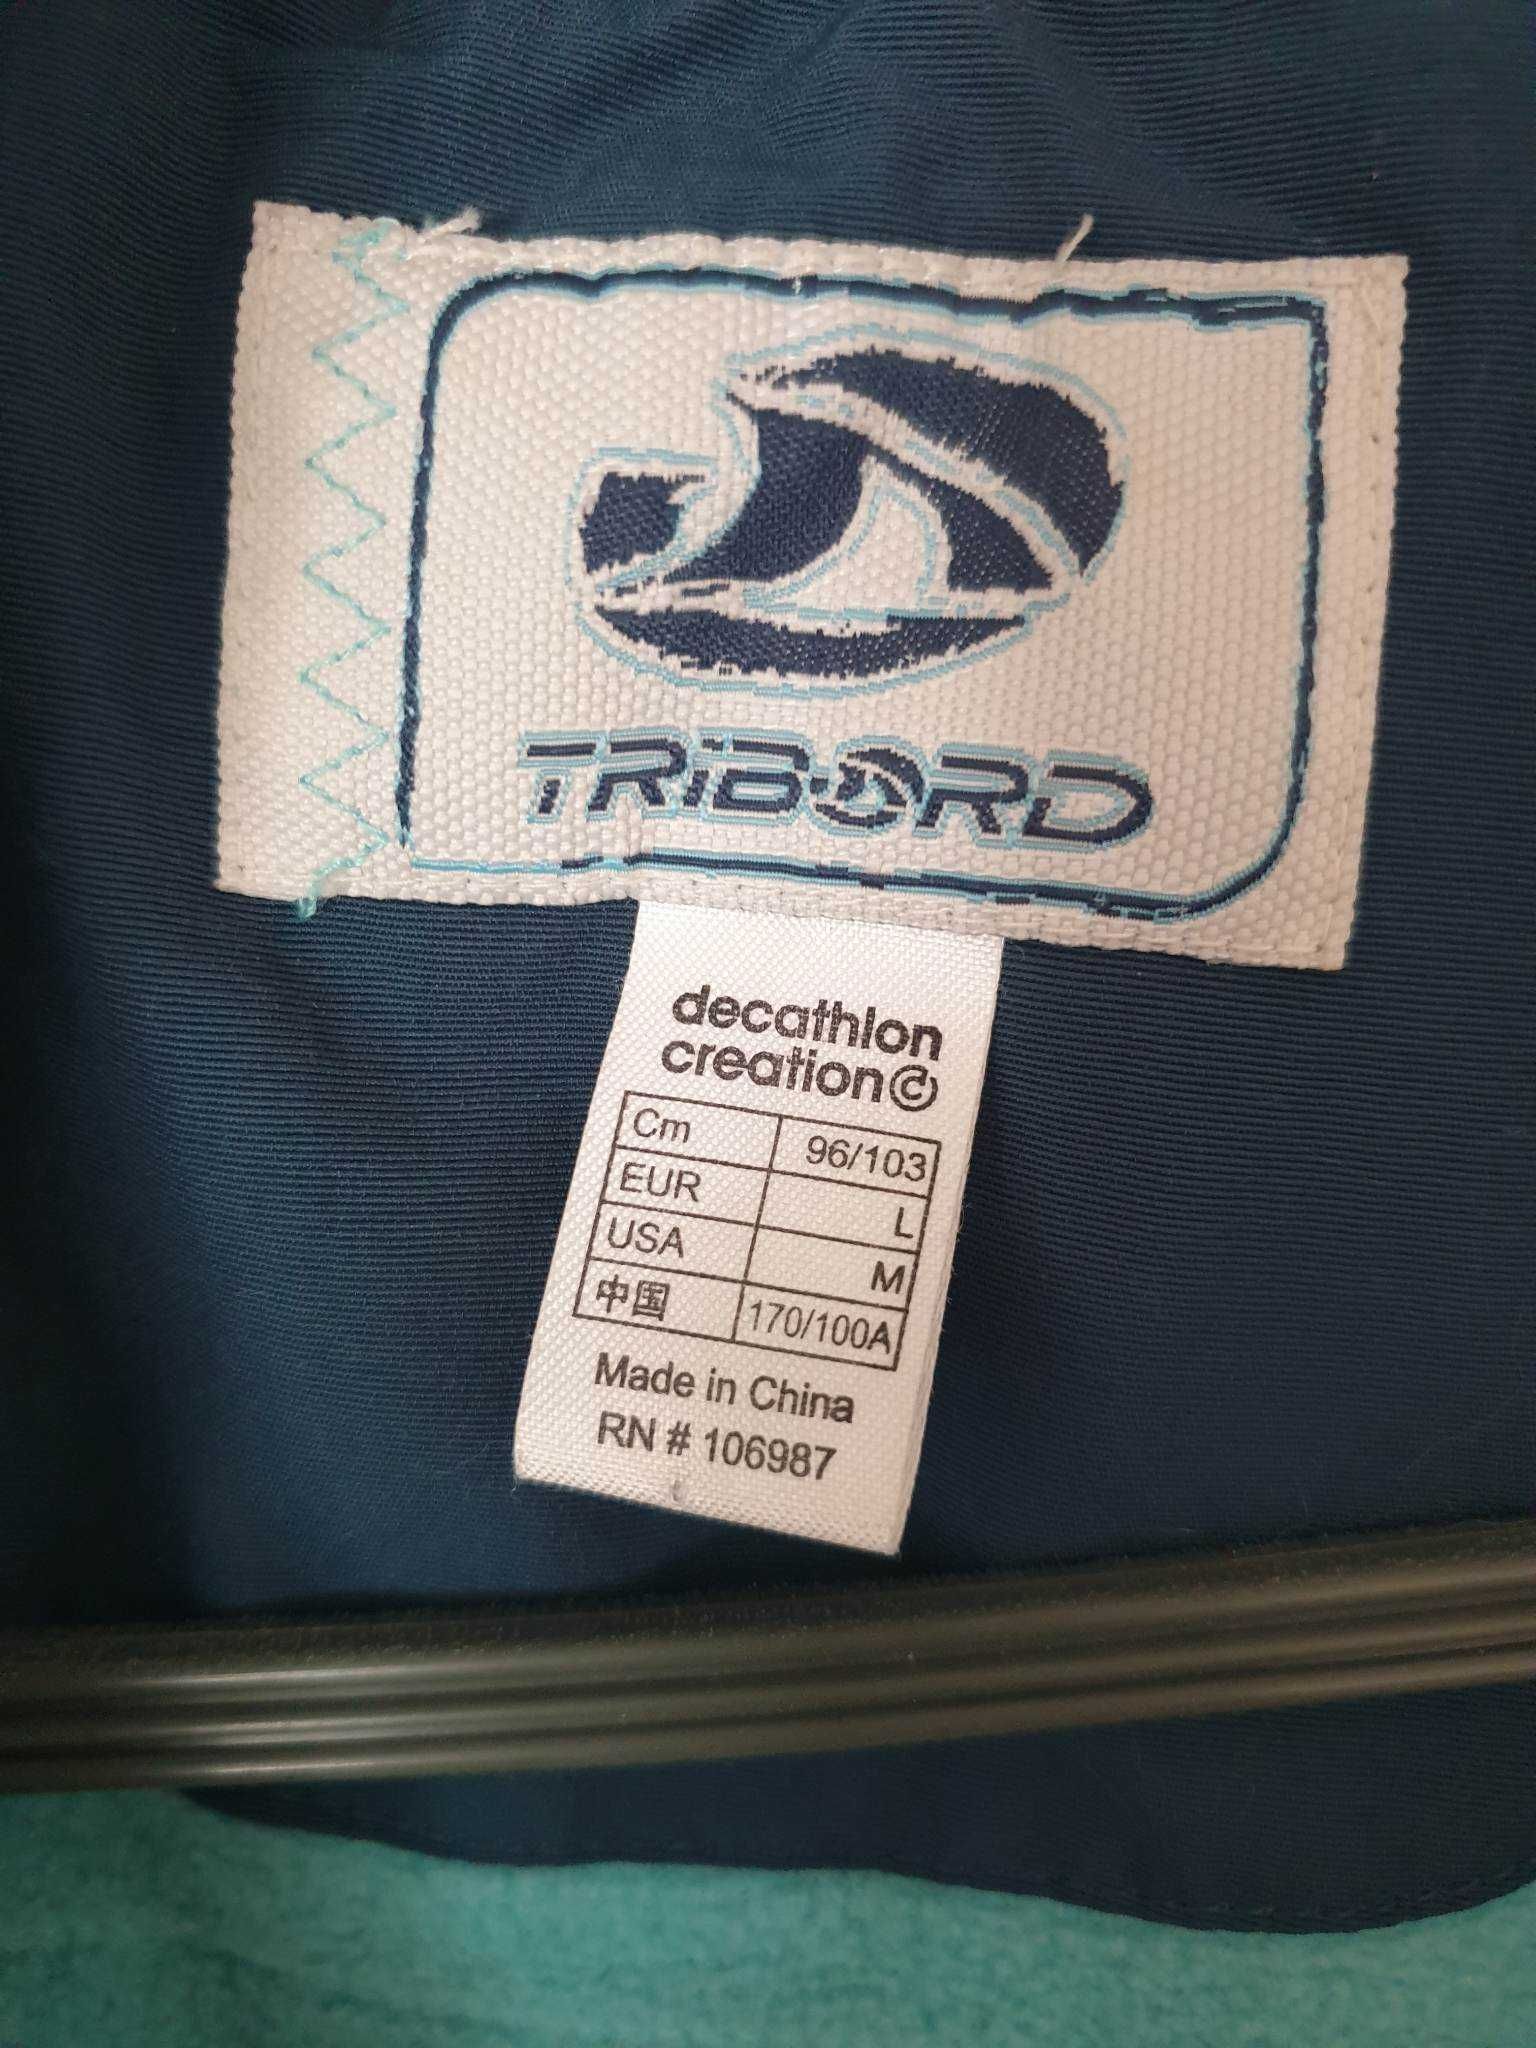 TRiBORD
decathlon
creation©
Cm 96/103
EUR L
USA M
中国 170/100A
Made in China
RN # 106987